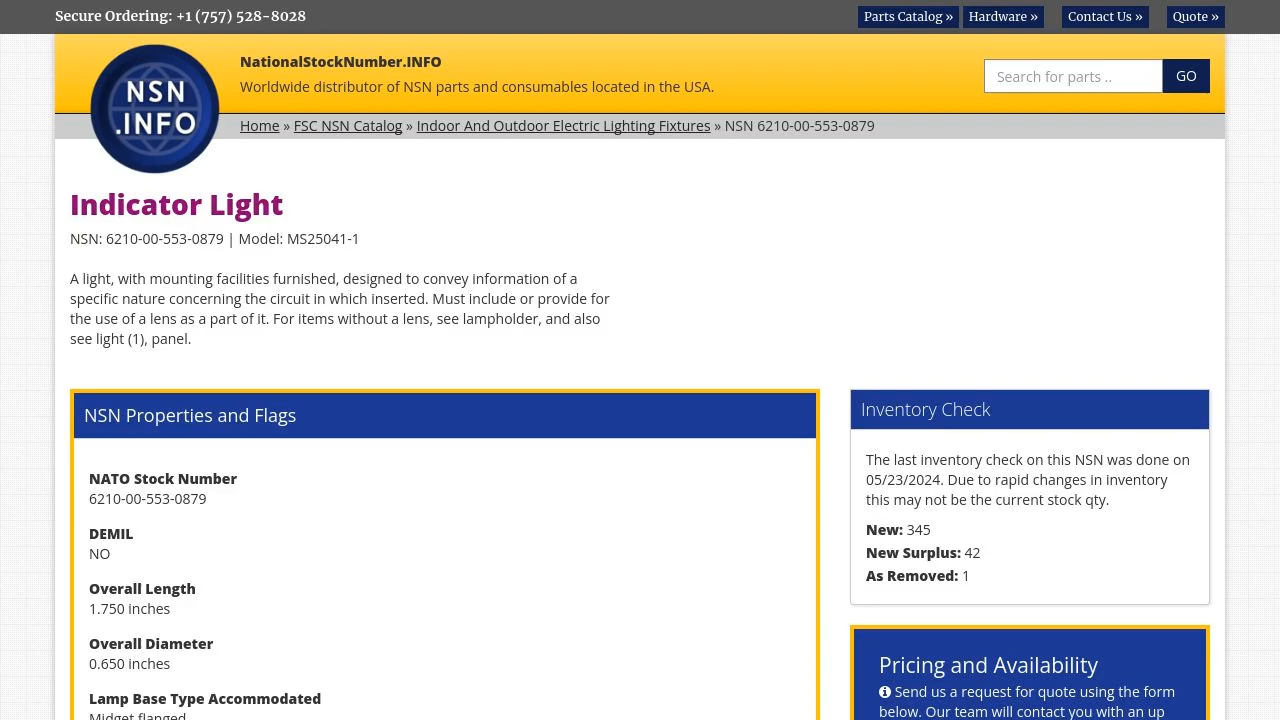 Secure Ordering: +1 (757) 528-8028
Parts Catalog » Hardware » Contact Us » Quote »
NSN
.INFO
NationalStockNumber.INFO
Worldwide distributor of NSN parts and consumables located in the USA.
Search for parts .. GO
Home » FSC NSN Catalog » Indoor And Outdoor Electric Lighting Fixtures » NSN 6210-00-553-0879
Indicator Light
NSN: 6210-00-553-0879 | Model: MS25041-1
A light, with mounting facilities furnished, designed to convey information of a
specific nature concerning the circuit in which inserted. Must include or provide for
the use of a lens as a part of it. For items without a lens, see lampholder, and also
see light (1), panel.
NSN Properties and Flags
NATO Stock Number
6210-00-553-0879
DEMIL
NO
Overall Length
1.750 inches
Overall Diameter
0.650 inches
Lamp Base Type Accommodated
Midget flanged
Inventory Check
The last inventory check on this NSN was done on
05/23/2024. Due to rapid changes in inventory
this may not be the current stock qty.
New: 345
New Surplus: 42
As Removed: 1
Pricing and Availability
Send us a request for quote using the form
below. Our team will contact you with an up